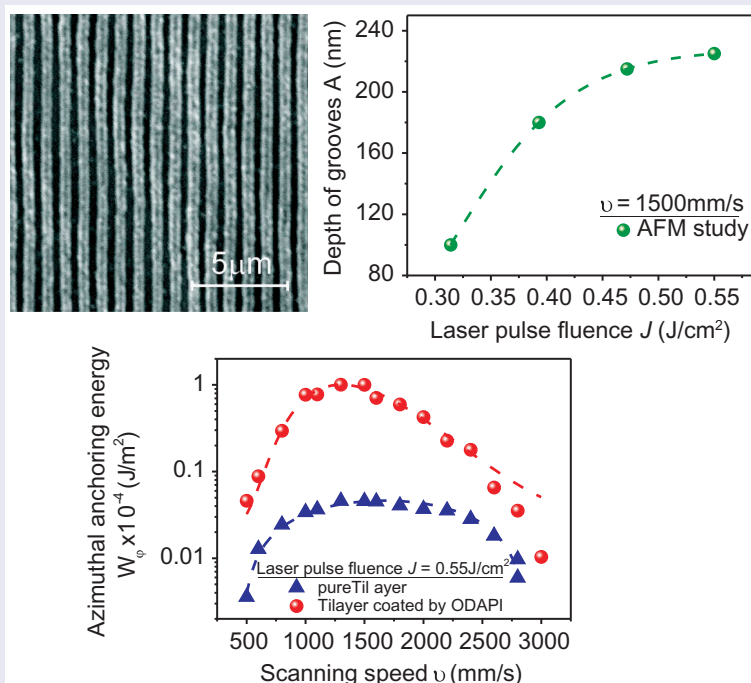 5μm
Depth of grooves A (nm)
240
200
160
120
80
υ = 1500mm/s
AFM study
0.30 0.35 0.40 0.45 0.50 0.55
Laser pulse fluence J (J/cm²)
Azimuthal anchoring energy
Wφ x10⁻⁴ (J/m²)
1
0.1
0.01
Laser pulse fluence J = 0.55J/cm²
pureTil ayer
Tilayer coated by ODAPI
500 1000 1500 2000 2500 3000
Scanning speed υ (mm/s)